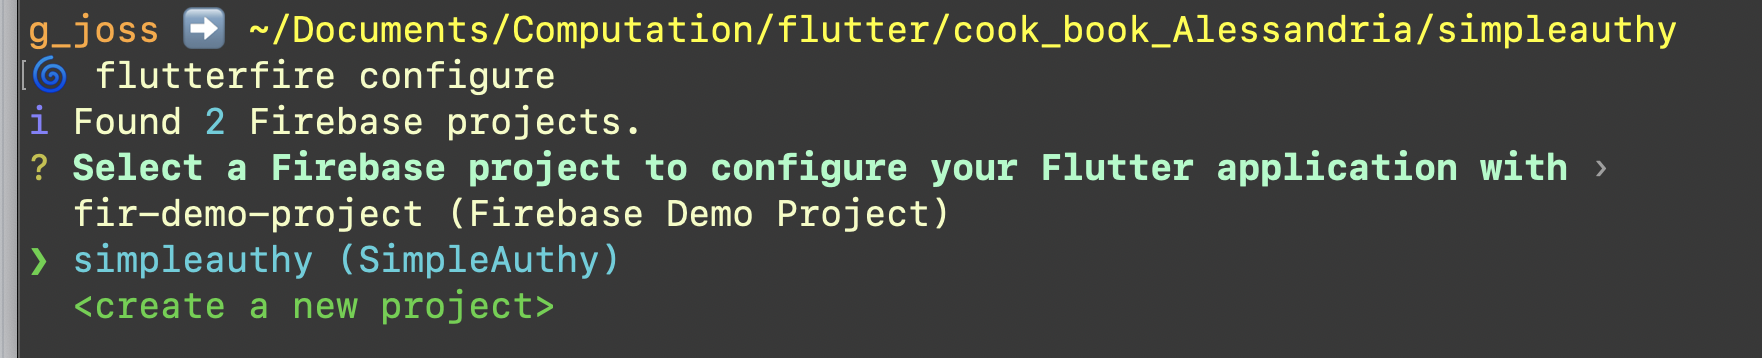 g_joss ➡️ ~/Documents/Computation/flutter/cook_book_Alessandria/simpleauthy
[🌀 flutterfire configure
i Found 2 Firebase projects.
? Select a Firebase project to configure your Flutter application with ›
fir-demo-project (Firebase Demo Project)
❯ simpleauthy (SimpleAuthy)
<create a new project>